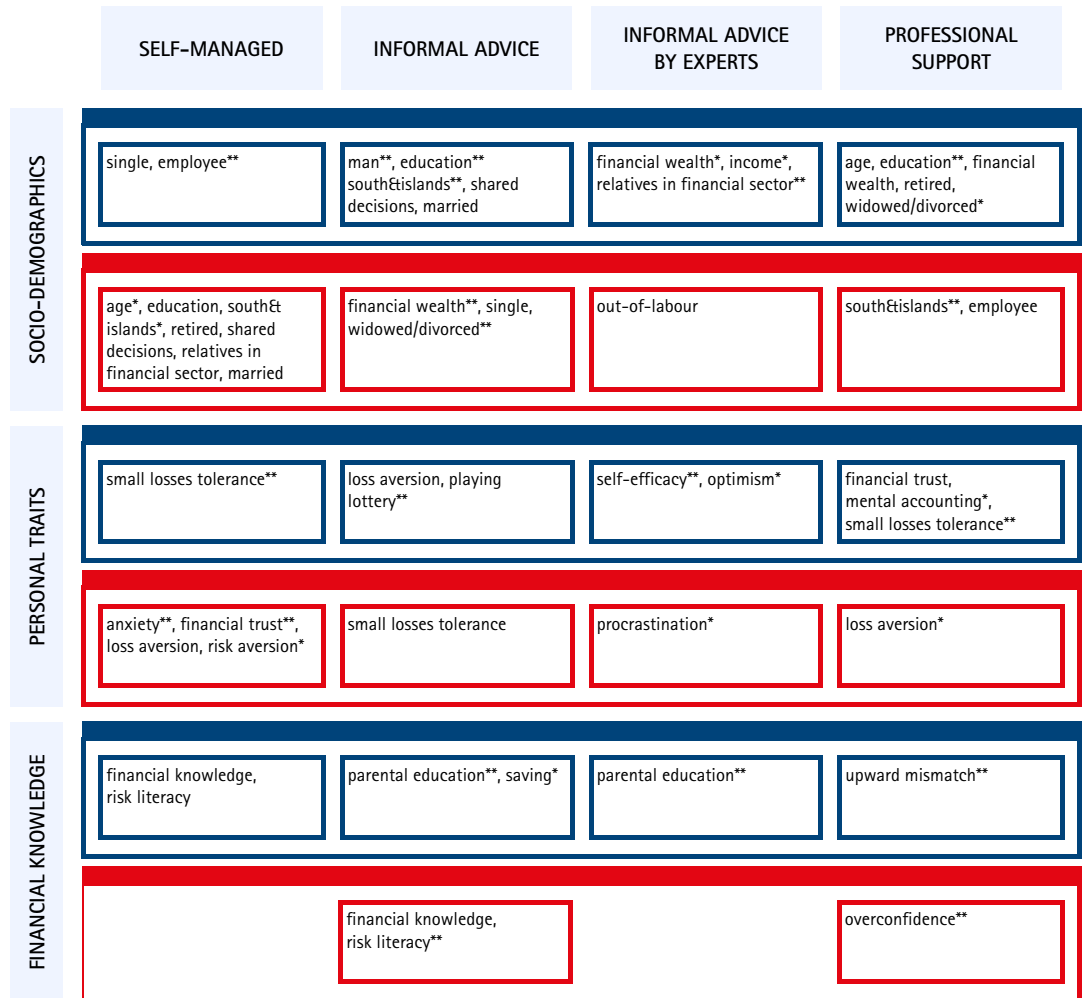 SELF-MANAGED
INFORMAL ADVICE
INFORMAL ADVICE
BY EXPERTS
PROFESSIONAL
SUPPORT
SOCIO-DEMOGRAPHICS
single, employee**
man**, education**
south&islands**, shared
decisions, married
financial wealth*, income*,
relatives in financial sector**
age, education**, financial
wealth, retired,
widowed/divorced*
age*, education, south&
islands*, retired, shared
decisions, relatives in
financial sector, married
financial wealth**, single,
widowed/divorced**
out-of-labour
south&islands**, employee
PERSONAL TRAITS
small losses tolerance**
loss aversion, playing
lottery**
self-efficacy**, optimism*
financial trust,
mental accounting*,
small losses tolerance**
anxiety**, financial trust**,
loss aversion, risk aversion*
small losses tolerance
procrastination*
loss aversion*
FINANCIAL KNOWLEDGE
financial knowledge,
risk literacy
parental education**, saving*
parental education**
upward mismatch**
financial knowledge,
risk literacy**
overconfidence**